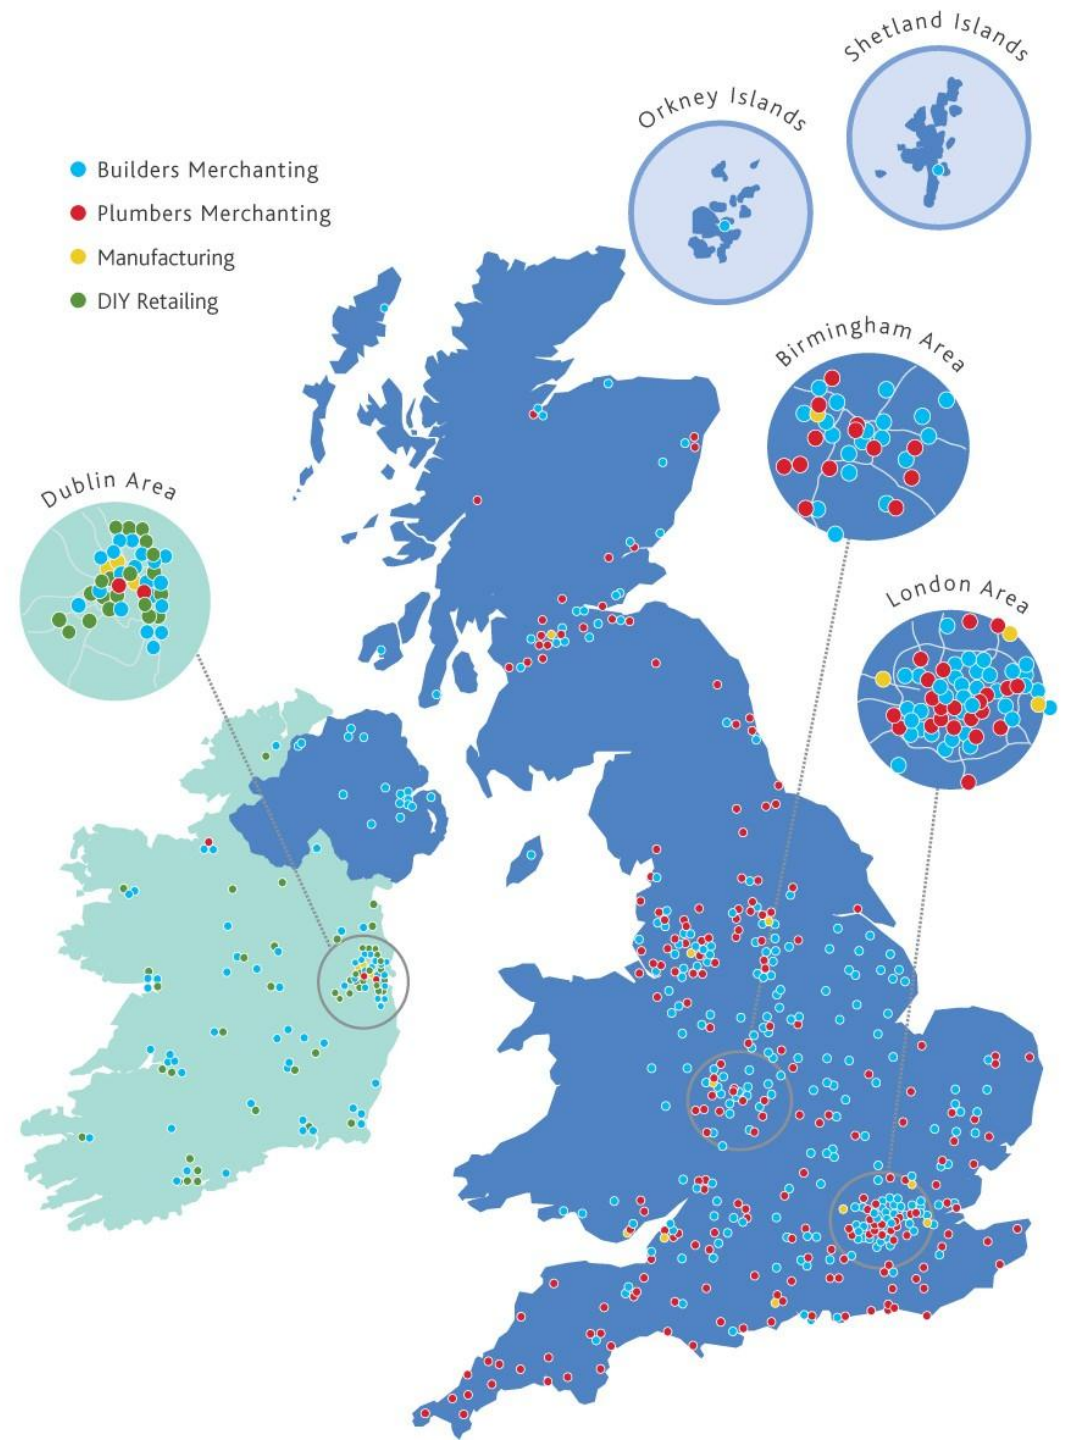 Shetland Islands
Orkney Islands
Builders Merchanting
Plumbers Merchanting
Manufacturing
DIY Retailing
Birmingham Area
Dublin Area
London Area